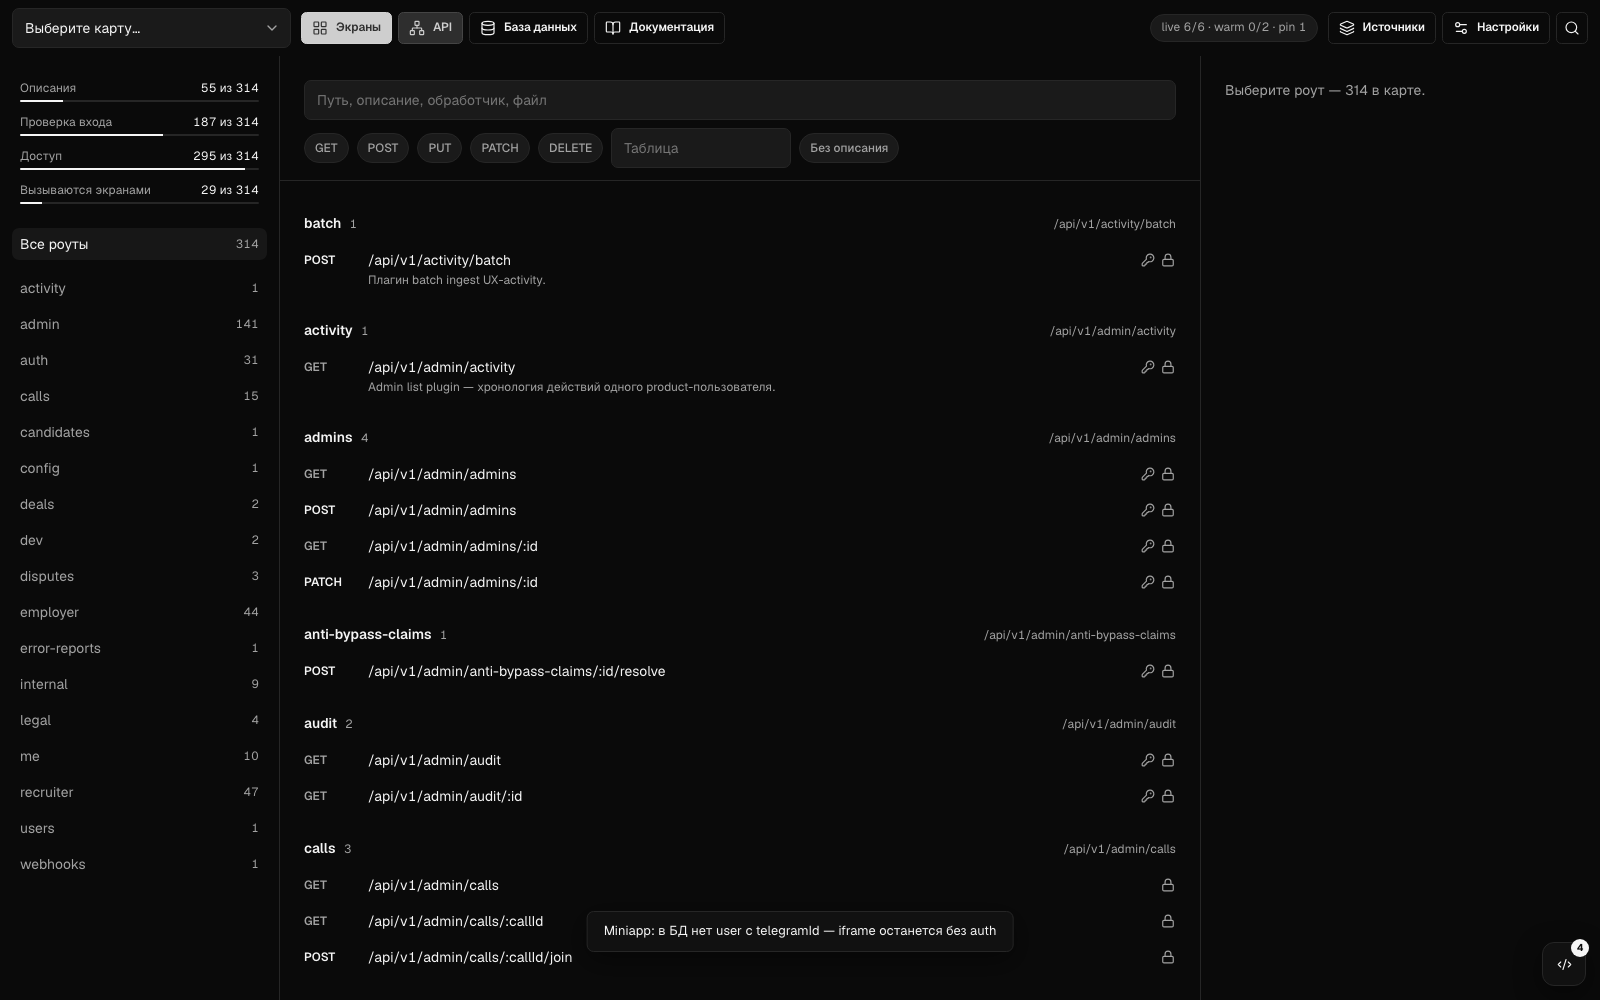 Выберите карту...
Экраны
API
База данных
Документация
live 6/6 · warm 0/2 · pin 1
Источники
Настройки
Описания 55 из 314
Проверка входа 187 из 314
Доступ 295 из 314
Вызываются экранами 29 из 314
Все роуты 314
activity 1
admin 141
auth 31
calls 15
candidates 1
config 1
deals 2
dev 2
disputes 3
employer 44
error-reports 1
internal 9
legal 4
me 10
recruiter 47
users 1
webhooks 1
Путь, описание, обработчик, файл
GET POST PUT PATCH DELETE Таблица Без описания
batch 1 /api/v1/activity/batch
POST /api/v1/activity/batch
Плагин batch ingest UX-activity.
activity 1 /api/v1/admin/activity
GET /api/v1/admin/activity
Admin list plugin — хронология действий одного product-пользователя.
admins 4 /api/v1/admin/admins
GET /api/v1/admin/admins
POST /api/v1/admin/admins
GET /api/v1/admin/admins/:id
PATCH /api/v1/admin/admins/:id
anti-bypass-claims 1 /api/v1/admin/anti-bypass-claims
POST /api/v1/admin/anti-bypass-claims/:id/resolve
audit 2 /api/v1/admin/audit
GET /api/v1/admin/audit
GET /api/v1/admin/audit/:id
calls 3 /api/v1/admin/calls
GET /api/v1/admin/calls
GET /api/v1/admin/calls/:callId
POST /api/v1/admin/calls/:callId/join
Miniapp: в БД нет user с telegramId — iframe останется без auth
Выберите роут — 314 в карте.
4